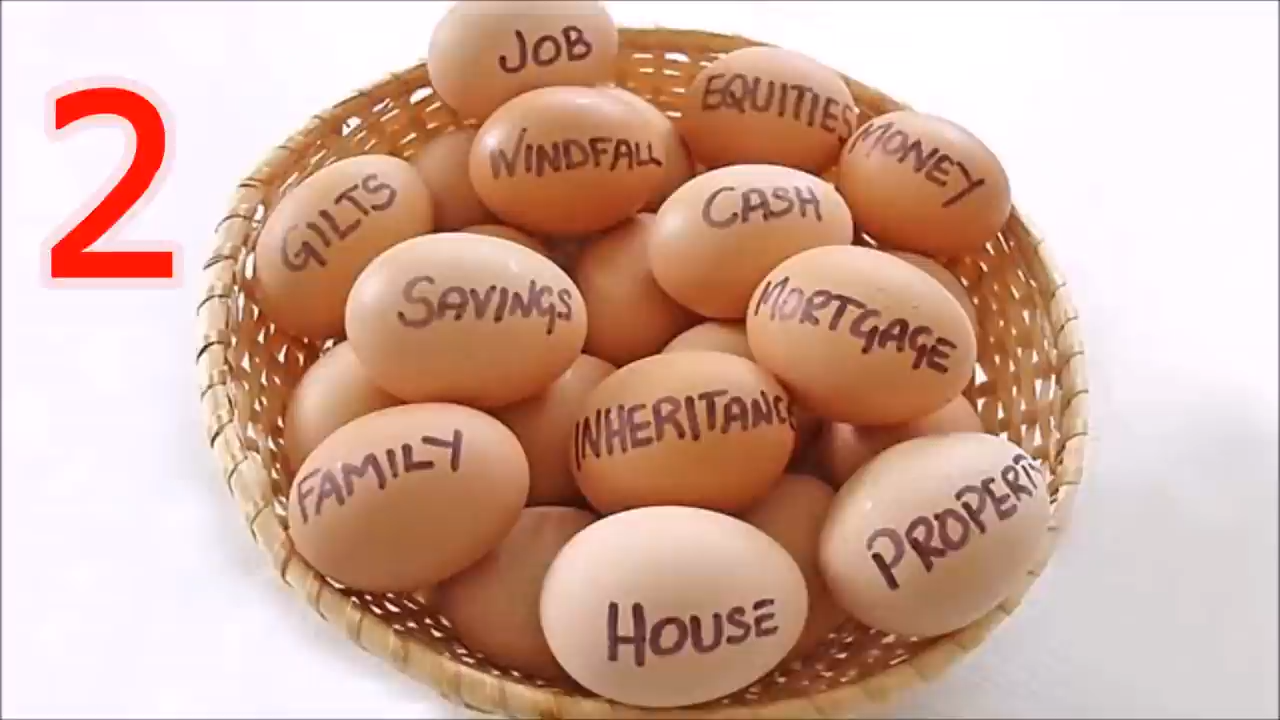 2
JOB
EQUITIES
WINDFALL
MONEY
GILTS
CASH
SAVINGS
MORTGAGE
INHERITANCE
FAMILY
PROPERTY
HOUSE